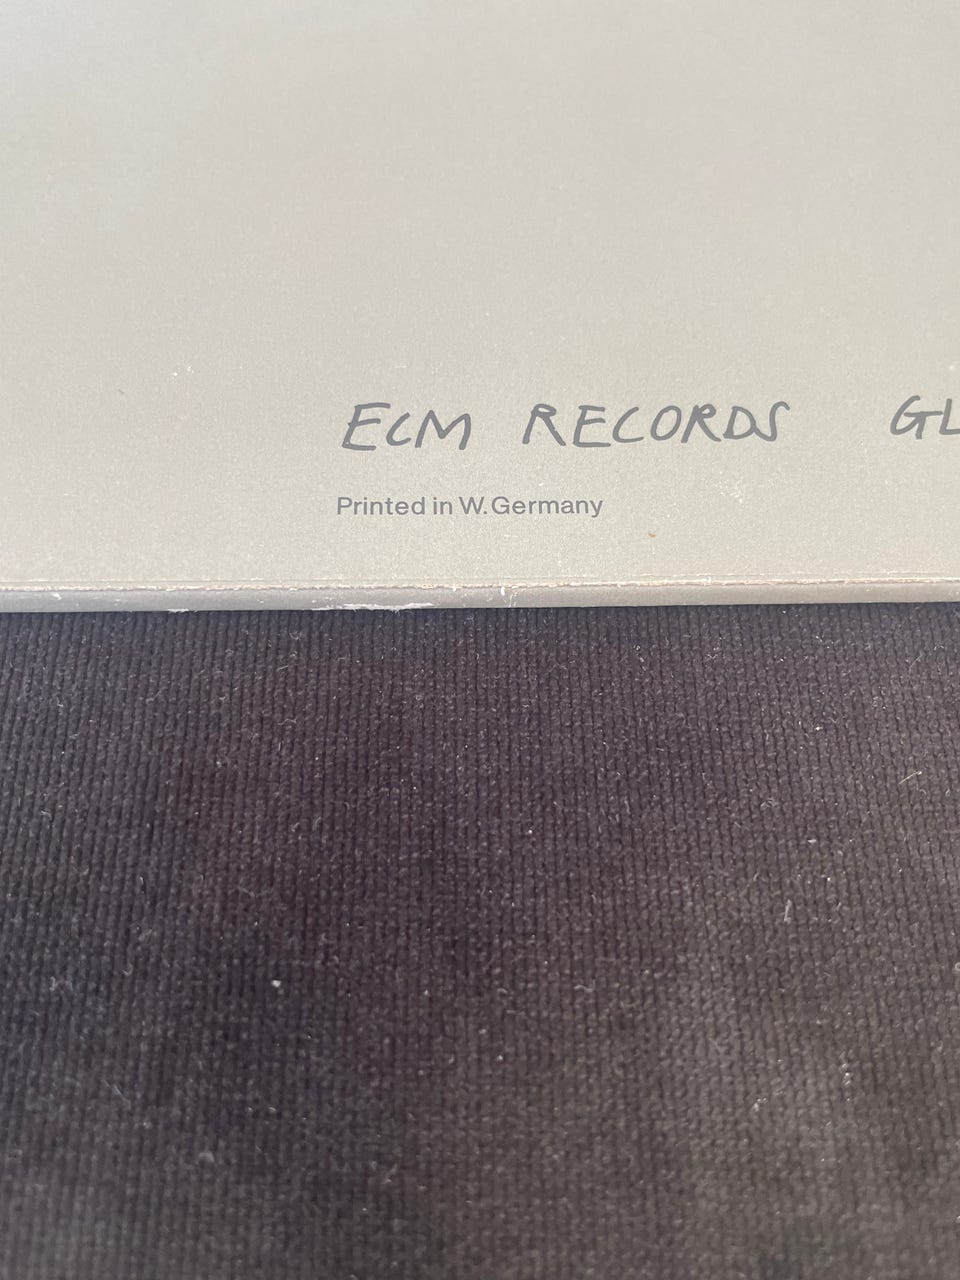 ECM RECORDS GL
Printed in W. Germany